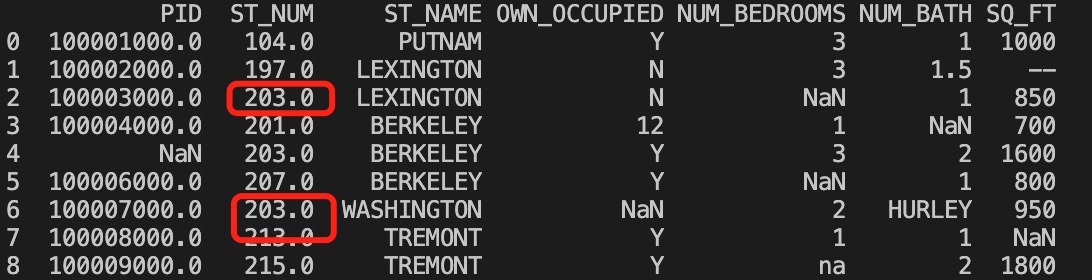 PID ST_NUM ST_NAME OWN_OCCUPIED NUM_BEDROOMS NUM_BATH SQ_FT
0 100001000.0 104.0 PUTNAM Y 3 1 1000
1 100002000.0 197.0 LEXINGTON N 3 1.5 --
2 100003000.0 203.0 LEXINGTON N NaN 1 850
3 100004000.0 201.0 BERKELEY 12 1 NaN 700
4 NaN 203.0 BERKELEY Y 3 2 1600
5 100006000.0 207.0 BERKELEY Y NaN 1 800
6 100007000.0 203.0 WASHINGTON NaN 2 HURLEY 950
7 100008000.0 213.0 TREMONT Y 1 1 NaN
8 100009000.0 215.0 TREMONT Y na 2 1800